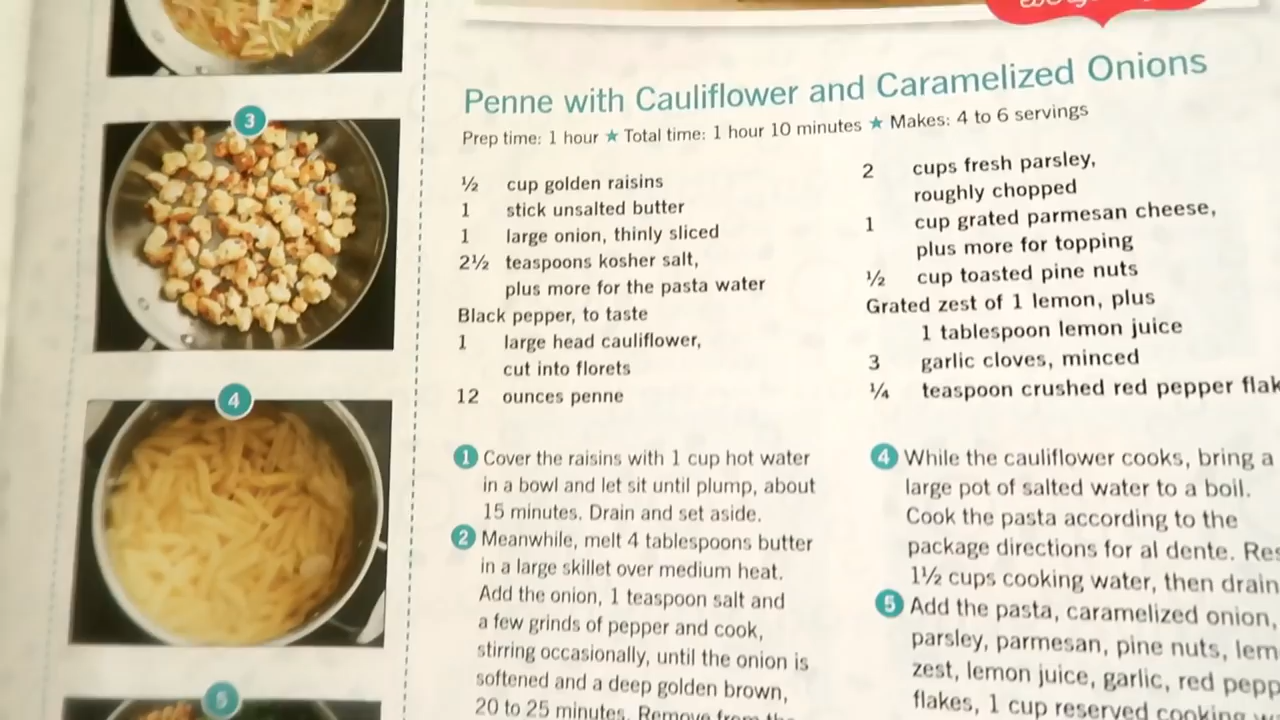 Penne with Cauliflower and Caramelized Onions
Prep time: 1 hour ★ Total time: 1 hour 10 minutes ★ Makes: 4 to 6 servings
½ cup golden raisins
1 stick unsalted butter
1 large onion, thinly sliced
2½ teaspoons kosher salt,
plus more for the pasta water
Black pepper, to taste
1 large head cauliflower,
cut into florets
12 ounces penne
2 cups fresh parsley,
roughly chopped
1 cup grated parmesan cheese,
plus more for topping
½ cup toasted pine nuts
Grated zest of 1 lemon, plus
1 tablespoon lemon juice
3 garlic cloves, minced
¼ teaspoon crushed red pepper flak
1 Cover the raisins with 1 cup hot water
in a bowl and let sit until plump, about
15 minutes. Drain and set aside.
2 Meanwhile, melt 4 tablespoons butter
in a large skillet over medium heat.
Add the onion, 1 teaspoon salt and
a few grinds of pepper and cook,
stirring occasionally, until the onion is
softened and a deep golden brown,
20 to 25 minutes. Remove from the
4 While the cauliflower cooks, bring a
large pot of salted water to a boil.
Cook the pasta according to the
package directions for al dente. Res
1½ cups cooking water, then drain
5 Add the pasta, caramelized onion,
parsley, parmesan, pine nuts, lem
zest, lemon juice, garlic, red pepp
flakes, 1 cup reserved cooking
3
4
5